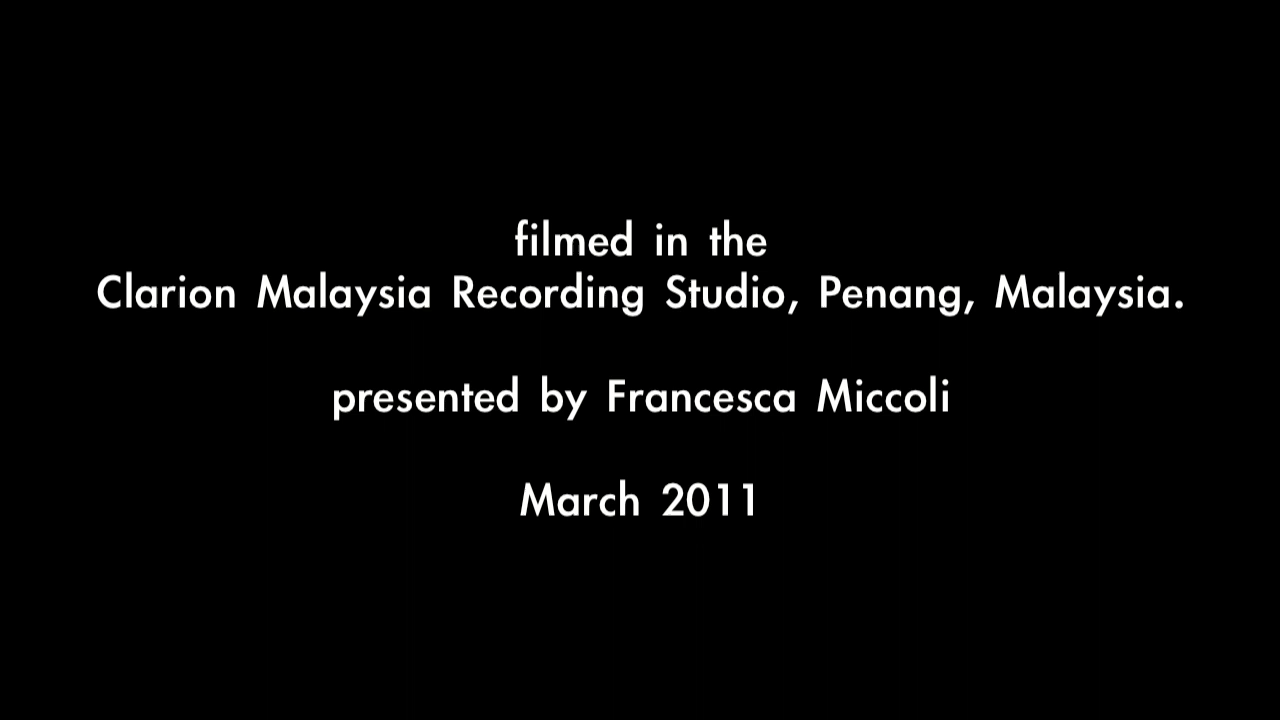 filmed in the
Clarion Malaysia Recording Studio, Penang, Malaysia.
presented by Francesca Miccoli
March 2011